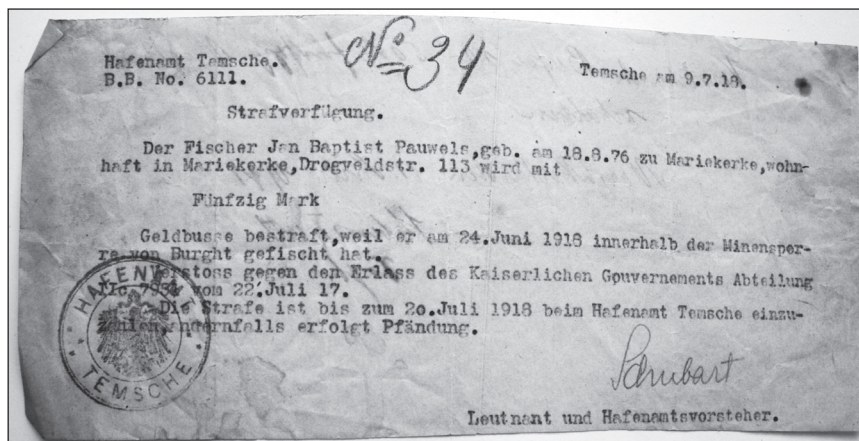 Hafenamt Temsche.
No 34
Temsche am 9.7.18.
B.B. No. 6111.
Strafverfügung.
Der Fischer Jan Baptist Pauwels,geb. am 18.8.76 zu Mariekerke,wohn-
haft in Mariekerke,Drogveldstr. 113 wird mit
Fünfzig Mark
Geldbusse bestraft,weil er am 24.Juni 1918 innerhalb der Minensper-
re von Burght gefischt hat.
Verstoss gegen den Erlass des Kaiserlichen Gouvernements Abteilung
vom 22.Juli 17.
Die Strafe ist bis zum 20.Juli 1918 beim Hafenamt Temsche einzu-
zahlen,andernfalls erfolgt Pfändung.
HAFENAMT
TEMSCHE
Schubart
Leutnant und Hafenamtsvorsteher.